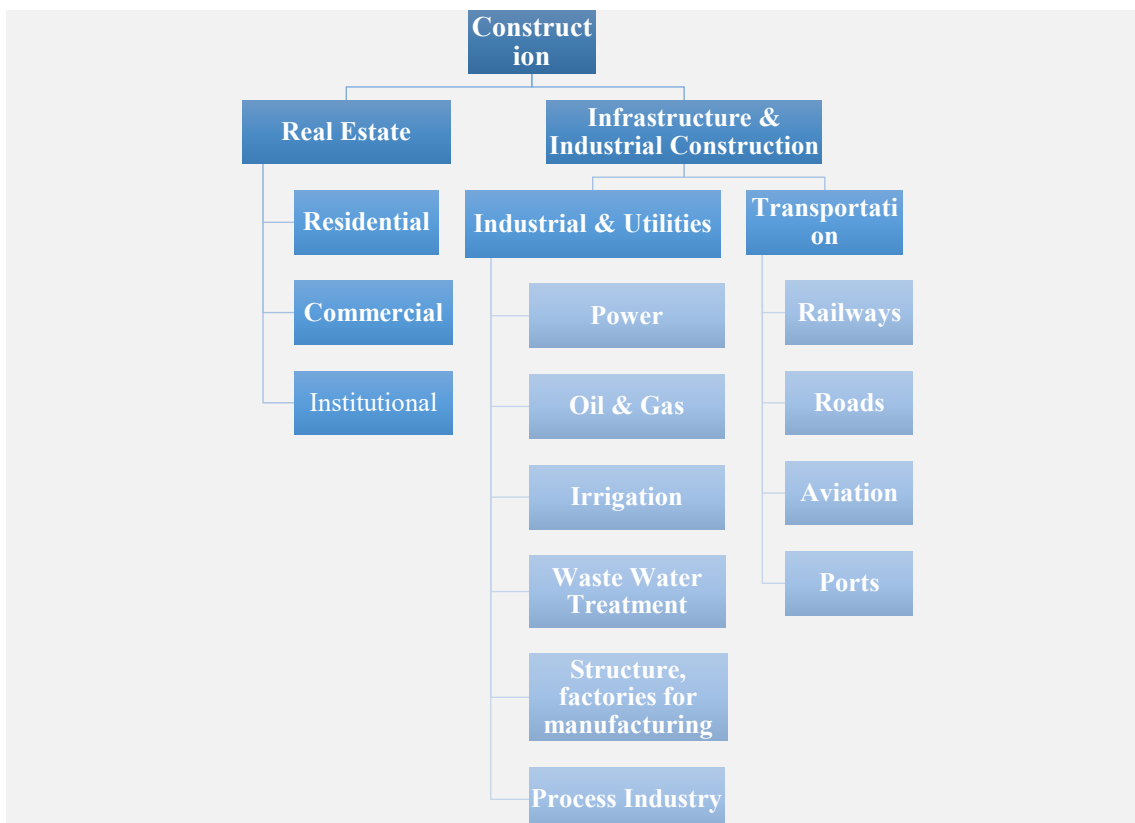 Construct
ion
Real Estate
Infrastructure &
Industrial Construction
Residential
Commercial
Institutional
Industrial & Utilities
Power
Oil & Gas
Irrigation
Waste Water
Treatment
Structure,
factories for
manufacturing
Process Industry
Transportati
on
Railways
Roads
Aviation
Ports